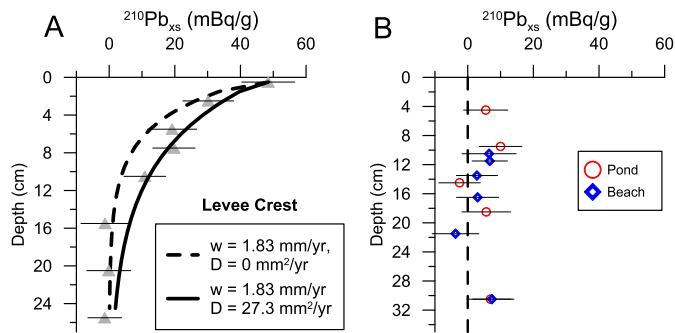 A
²¹⁰Pbxs (mBq/g)
0 20 40 60
0
4
8
12
16
20
24
Depth (cm)
Levee Crest
w = 1.83 mm/yr,
D = 0 mm²/yr
w = 1.83 mm/yr
D = 27.3 mm²/yr
B
²¹⁰Pbxs (mBq/g)
-20 0 20 40 60
0
4
8
12
16
20
24
28
32
Depth (cm)
Pond
Beach